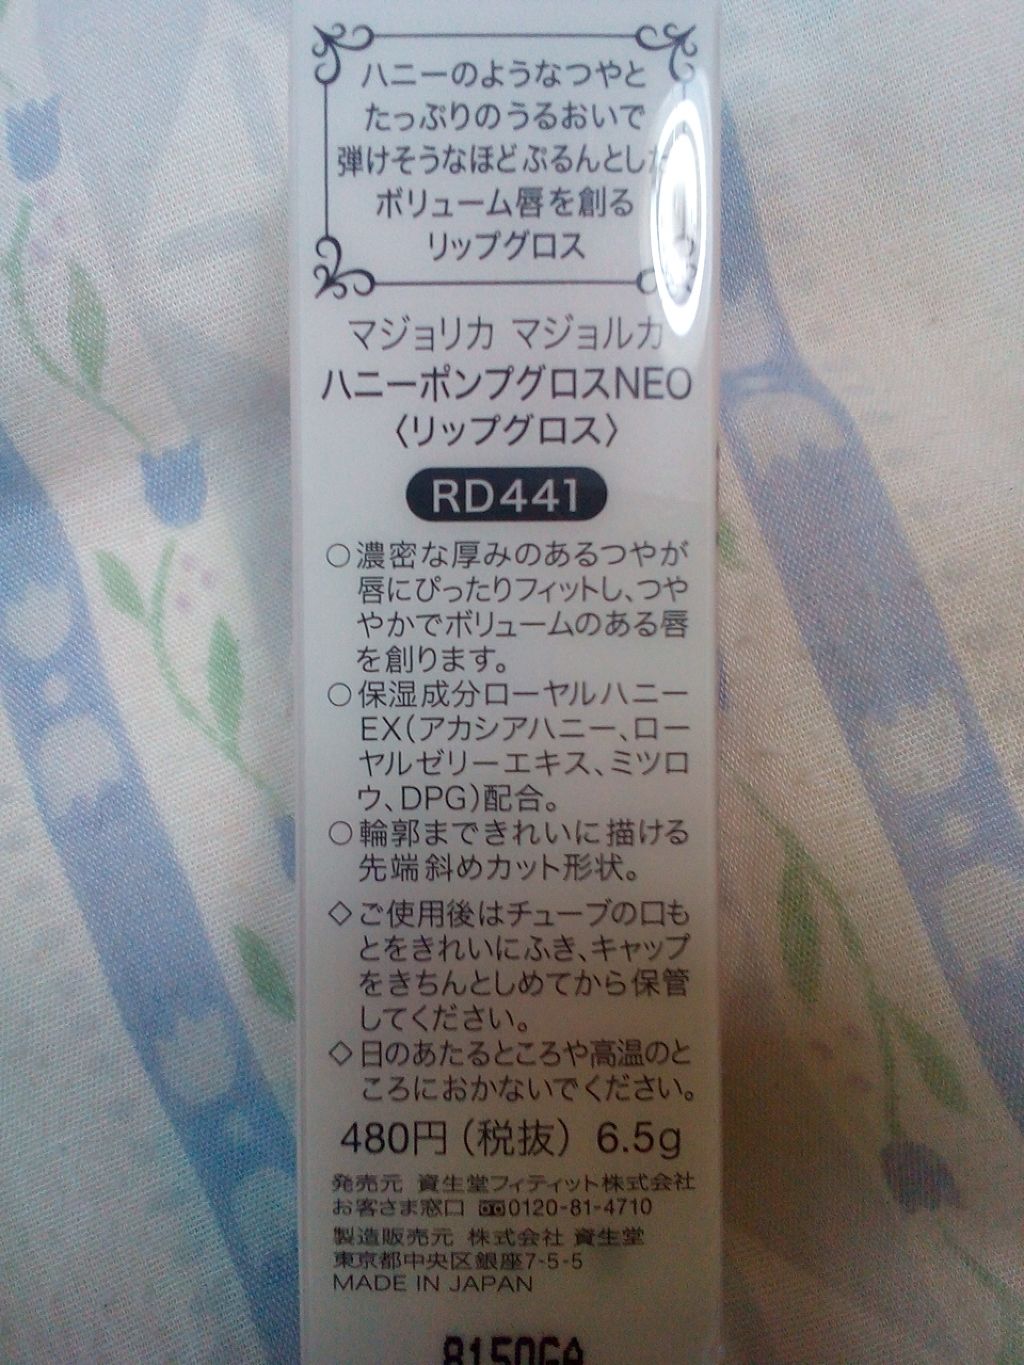 ハニーのようなつやと
たっぷりのうるおいで
弾けそうなほどぷるんとした
ボリューム唇を創る
リップグロス
マジョリカ マジョルカ
ハニーポンプグロスNEO
〈リップグロス〉
RD441
○濃密な厚みのあるつやが
唇にぴったりフィットし、つや
やかでボリュームのある唇
を創ります。
○保湿成分ローヤルハニー
EX(アカシアハニー、ロー
ヤルゼリーエキス、ミツロ
ウ、DPG)配合。
○輪郭まできれいに描ける
先端斜めカット形状。
◇ご使用後はチューブの口も
とをきれいにふき、キャップ
をきちんとしめてから保管
してください。
◇日のあたるところや高温のと
ころにおかないでください。
480円(税抜) 6.5g
発売元 資生堂フィティット株式会社
お客さま窓口 0120-81-4710
製造販売元 株式会社 資生堂
東京都中央区銀座7-5-5
MADE IN JAPAN